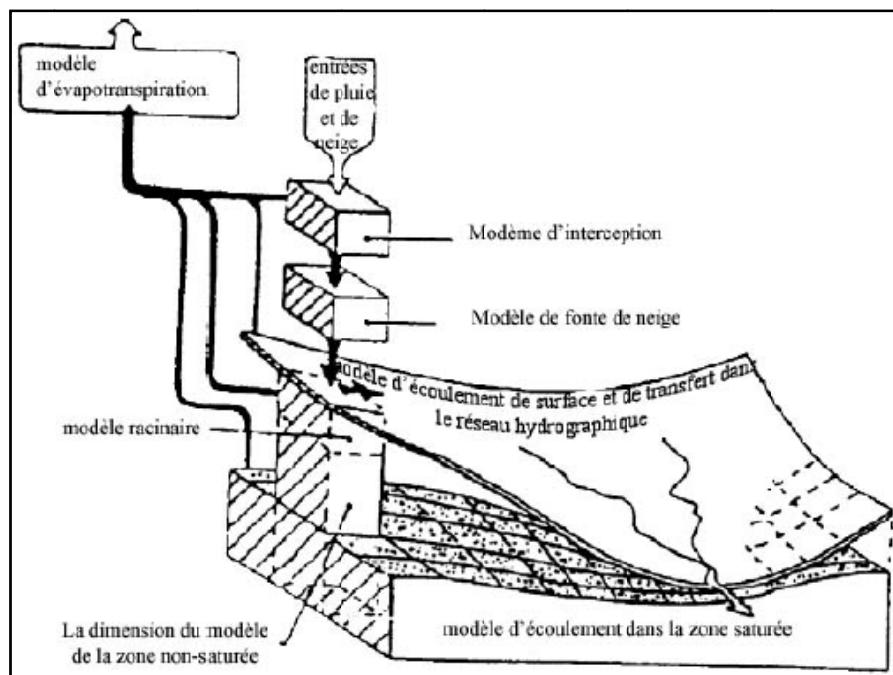 modèle
d'évapotranspiration
entrées
de pluie
et de
neige
Modème d'interception
Modèle de fonte de neige
modèle d'écoulement de surface et de transfert dans
le réseau hydrographique
modèle racinaire
La dimension du modèle
de la zone non-saturée
modèle d'écoulement dans la zone saturée